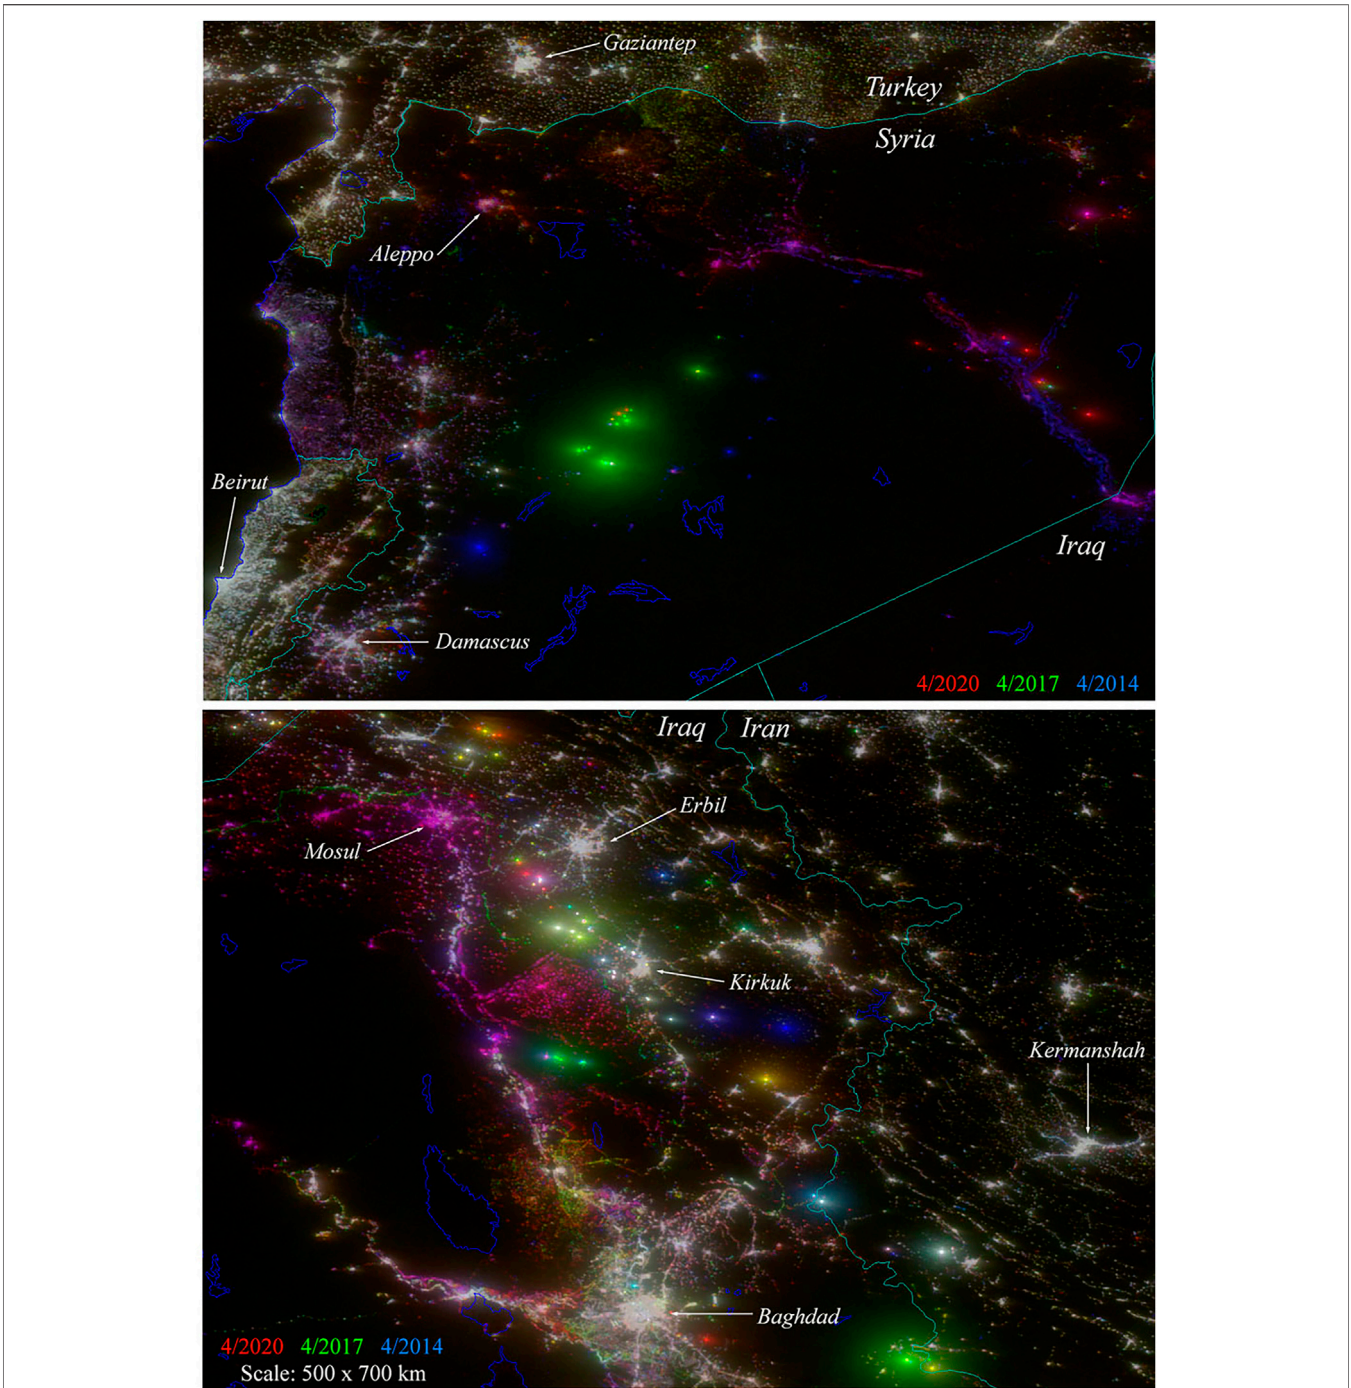 Gaziantep
Turkey
Syria
Aleppo
Beirut
Iraq
Damascus
4/2020 4/2017 4/2014
Iraq Iran
Erbil
Mosul
Kirkuk
Kermanshah
Baghdad
4/2020 4/2017 4/2014
Scale: 500 x 700 km